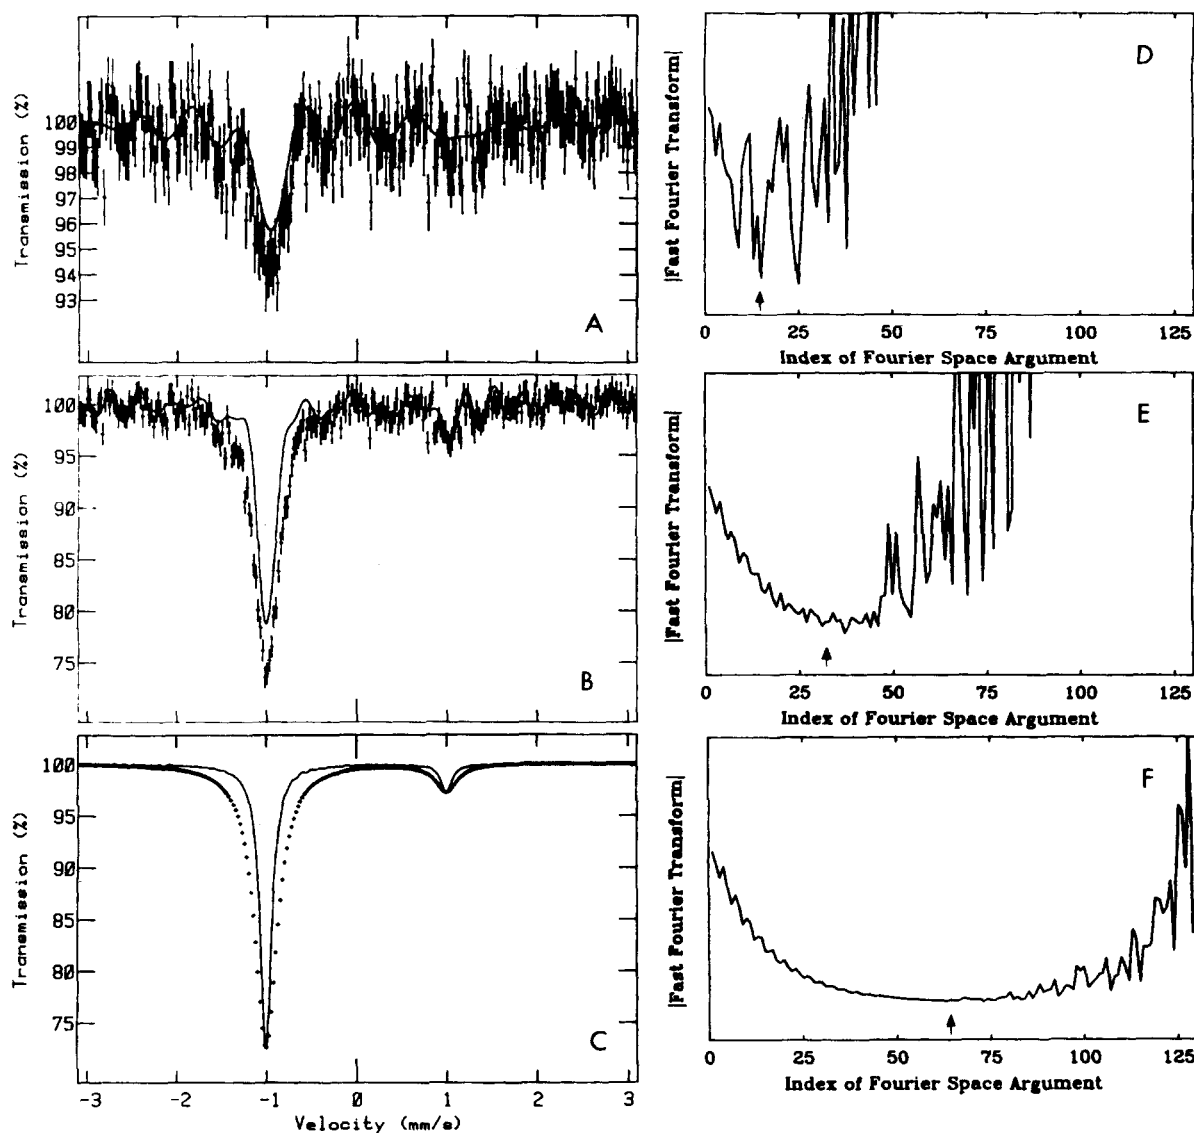 Transmission (%)
100
99
98
97
96
95
94
93
A
Transmission (%)
100
95
90
85
80
75
B
Transmission (%)
100
95
90
85
80
75
C
-3 -2 -1 0 1 2 3
Velocity (mm/s)
|Fast Fourier Transform|
D
0 25 50 75 100 125
Index of Fourier Space Argument
|Fast Fourier Transform|
E
0 25 50 75 100 125
Index of Fourier Space Argument
|Fast Fourier Transform|
F
0 25 50 75 100 125
Index of Fourier Space Argument